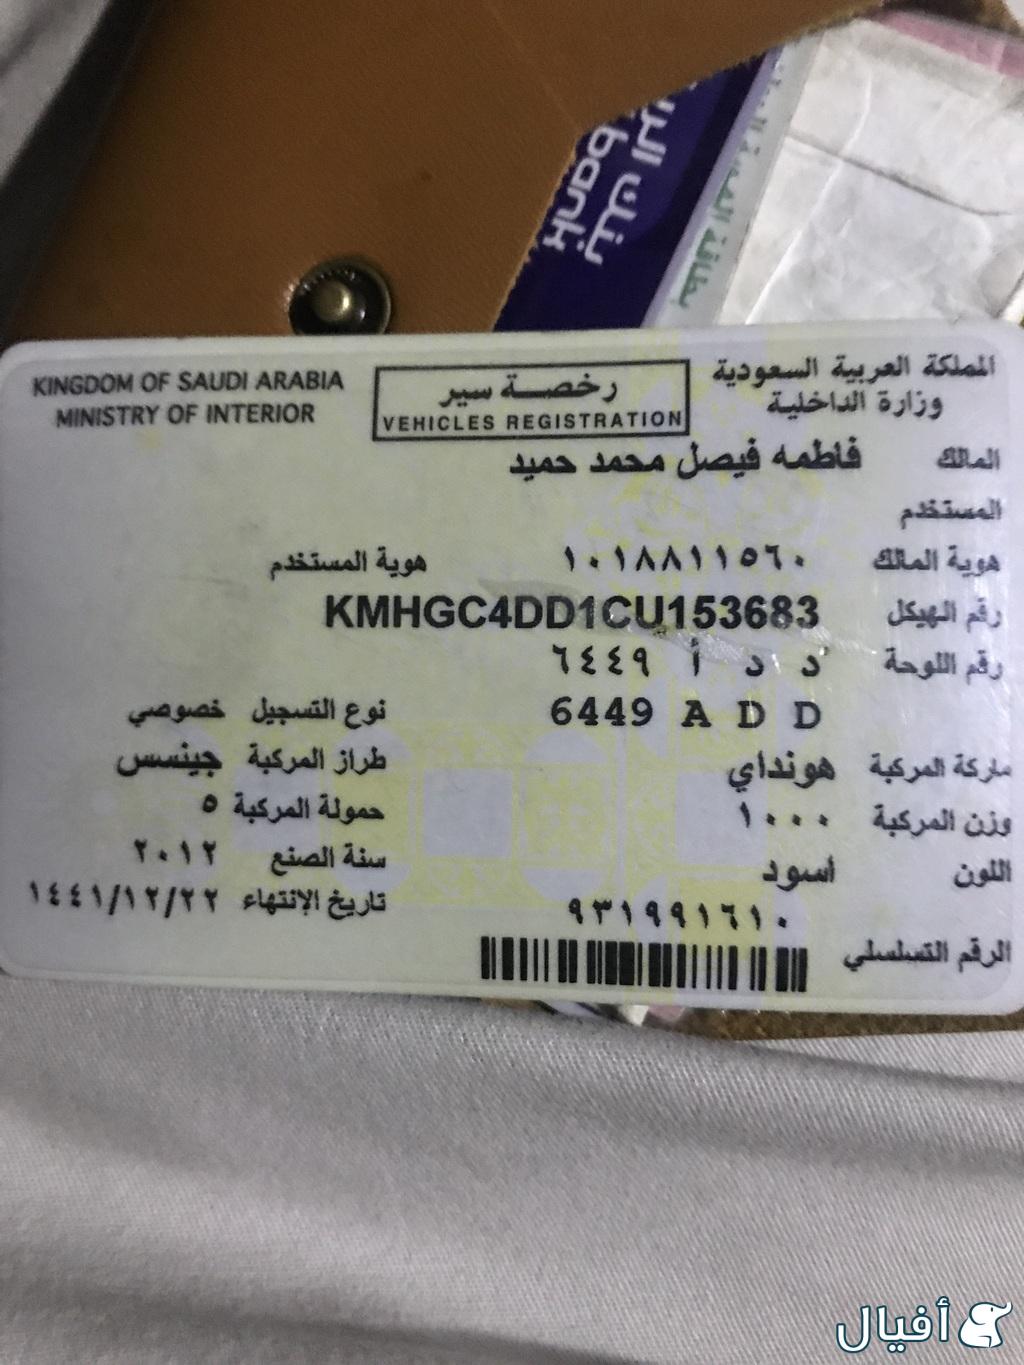 بنك
bank
بطاقة
المملكة العربية السعودية
وزارة الداخلية
رخصة سير
VEHICLES REGISTRATION
KINGDOM OF SAUDI ARABIA
MINISTRY OF INTERIOR
المالك فاطمه فيصل محمد حميد
المستخدم
هوية المالك ١٠١٨٨١١٥٦٠ هوية المستخدم
رقم الهيكل KMHGC4DD1CU153683
رقم اللوحة د د أ ٦٤٤٩
6449 A D D نوع التسجيل خصوصي
ماركة المركبة هونداي طراز المركبة جينسس
وزن المركبة ١٠٠٠ حمولة المركبة ٥
اللون أسود سنة الصنع ٢٠١٢
٩٣١٩٩١٦١٠ تاريخ الإنتهاء ١٤٤١/١٢/٢٢
الرقم التسلسلي
أفيال